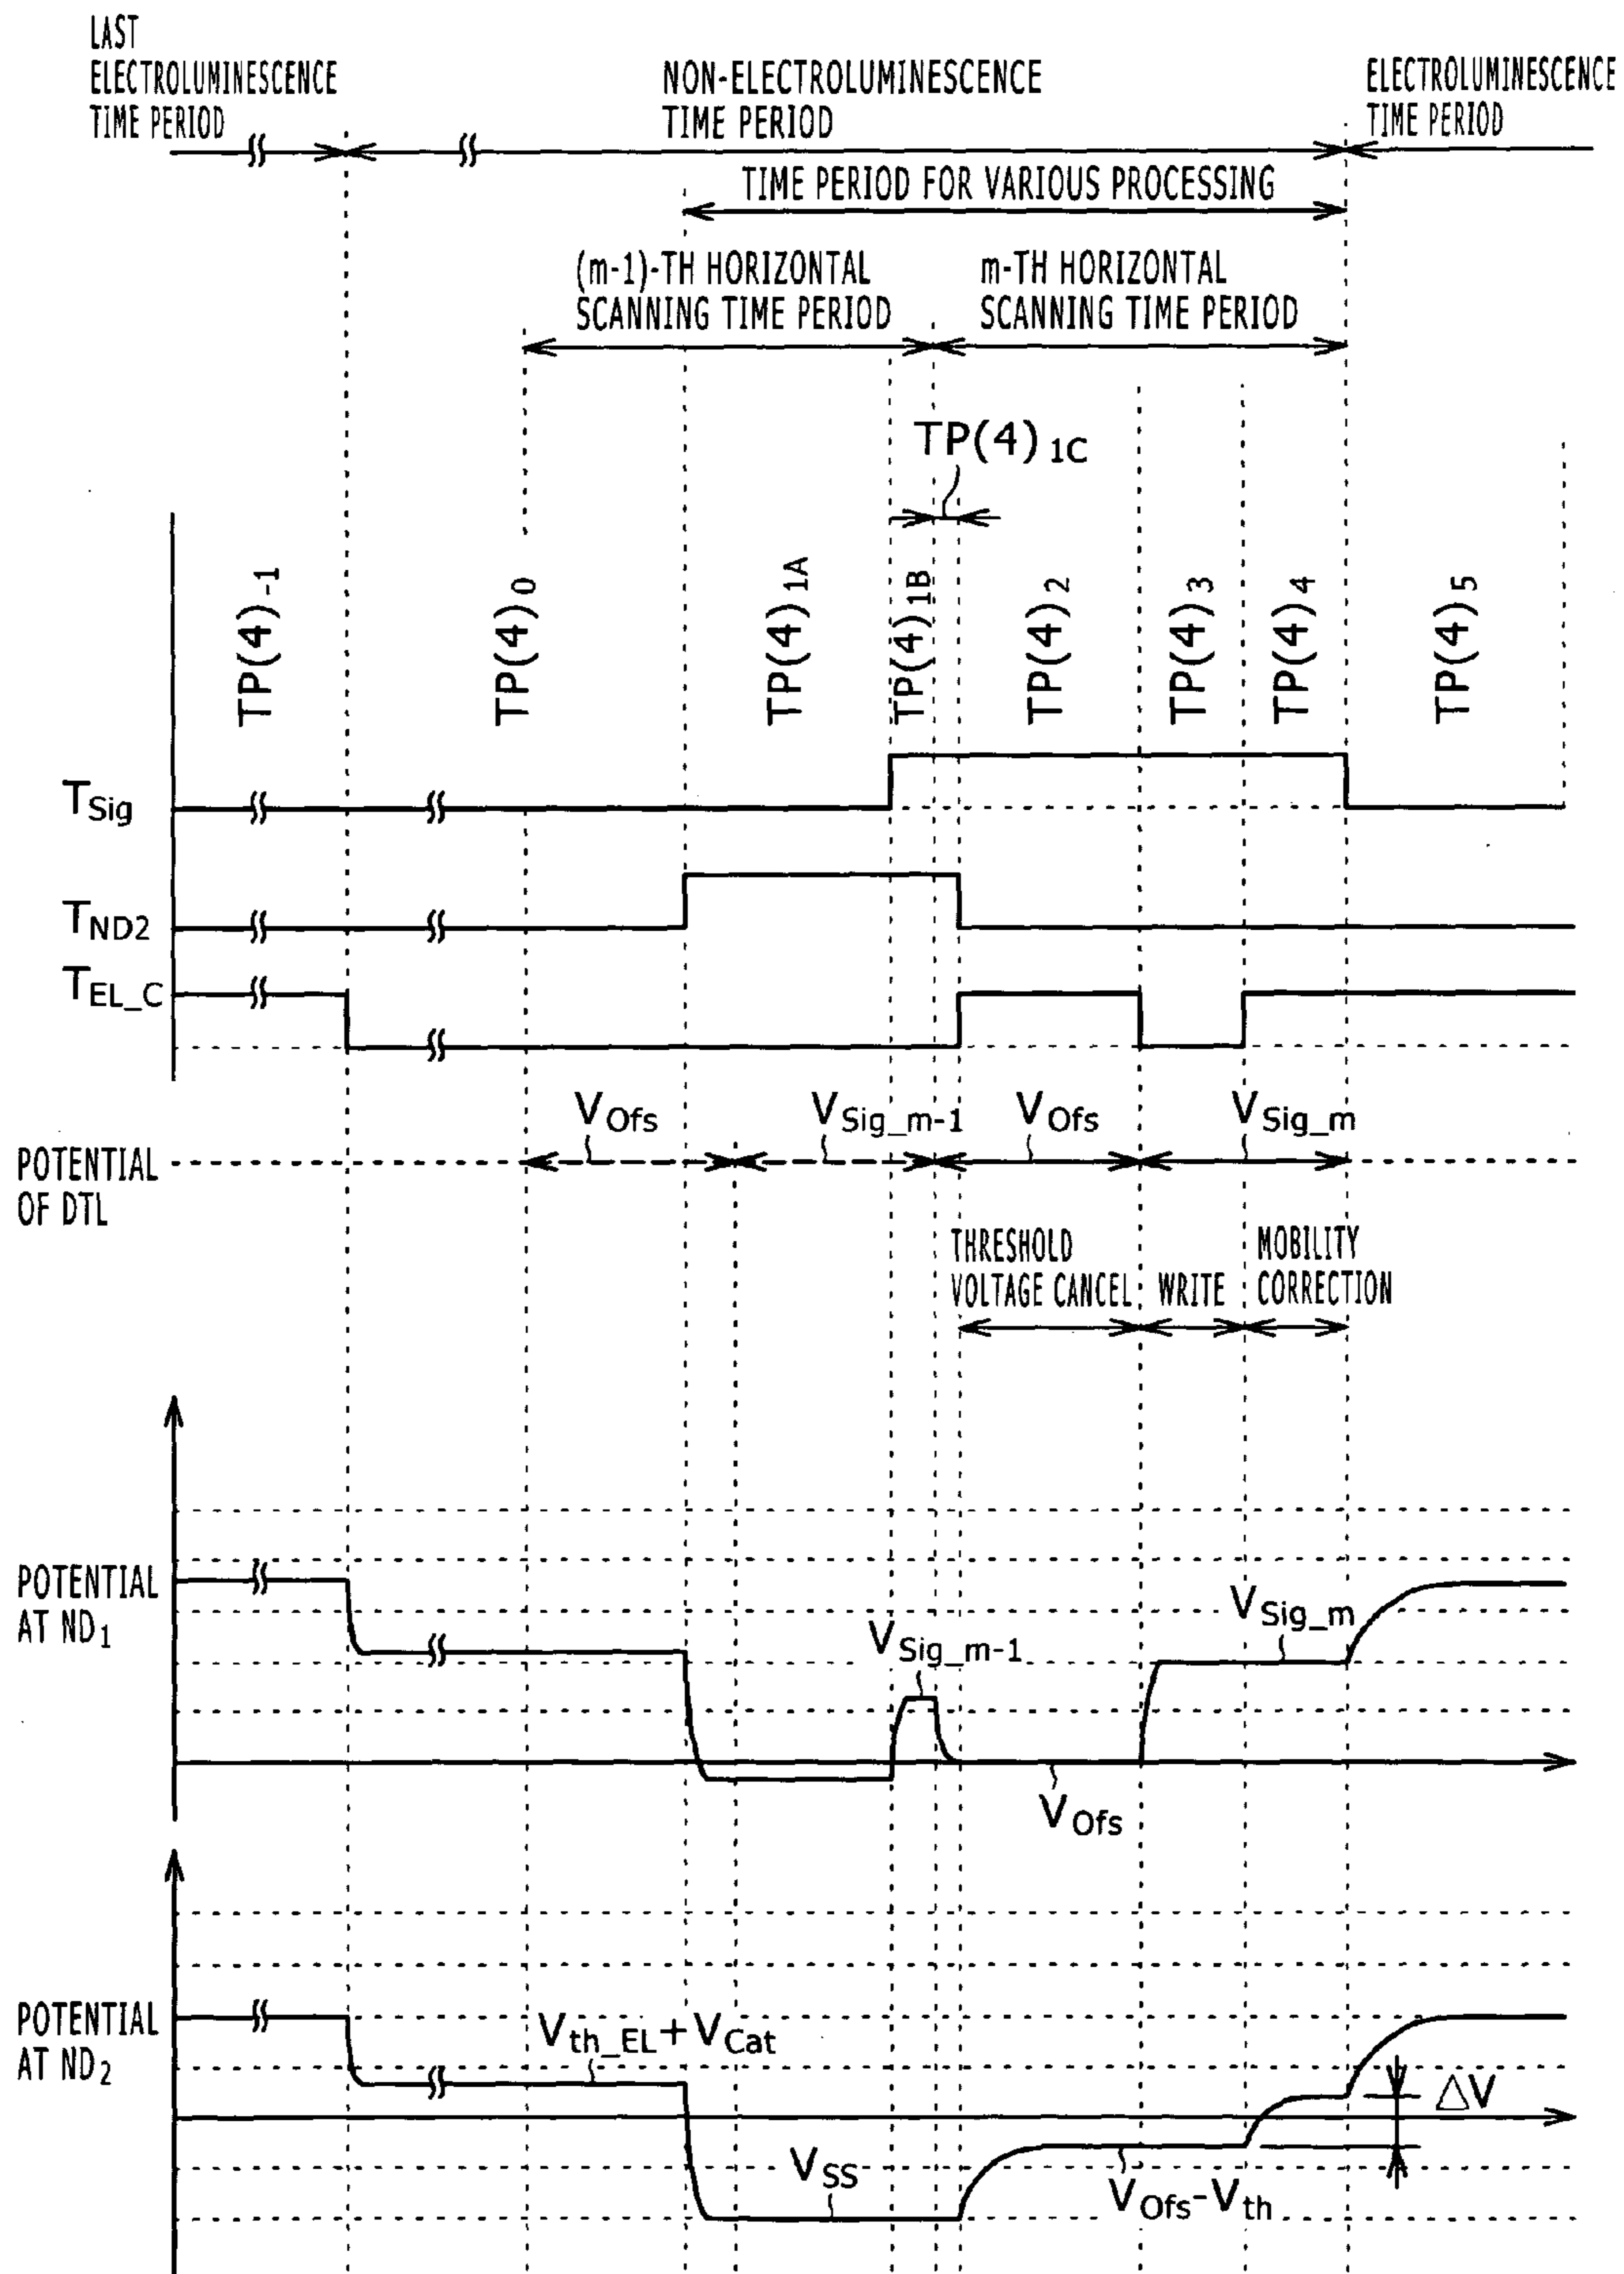 LAST
ELECTROLUMINESCENCE
TIME PERIOD
NON-ELECTROLUMINESCENCE
TIME PERIOD
ELECTROLUMINESCENCE
TIME PERIOD
TIME PERIOD FOR VARIOUS PROCESSING
(m-1)-TH HORIZONTAL
SCANNING TIME PERIOD
m-TH HORIZONTAL
SCANNING TIME PERIOD
TP(4)1C
TP(4)-1
TP(4)0
TP(4)1A
TP(4)1B
TP(4)2
TP(4)3
TP(4)4
TP(4)5
TSig
TND2
TEL_C
VOfs
VSig_m-1
VOfs
VSig_m
POTENTIAL
OF DTL
THRESHOLD
VOLTAGE CANCEL
WRITE
MOBILITY
CORRECTION
POTENTIAL
AT ND1
VSig_m-1
VSig_m
VOfs
POTENTIAL
AT ND2
Vth_EL+VCat
VSS
VOfs-Vth
△V